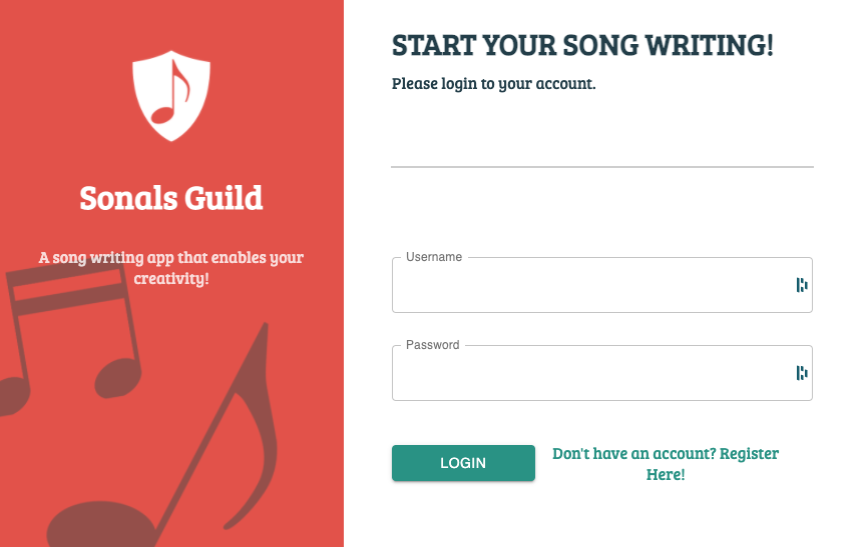 Sonals Guild
A song writing app that enables your
creativity!
START YOUR SONG WRITING!
Please login to your account.
Username
Password
LOGIN
Don't have an account? Register
Here!